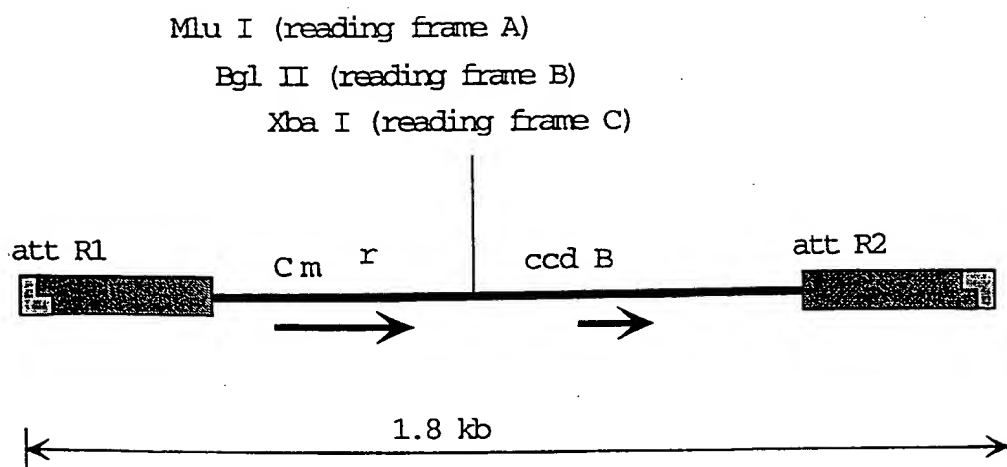 Mlu I (reading frame A)
Bgl II (reading frame B)
Xba I (reading frame C)
att R1
Cm r
ccd B
att R2
1.8 kb